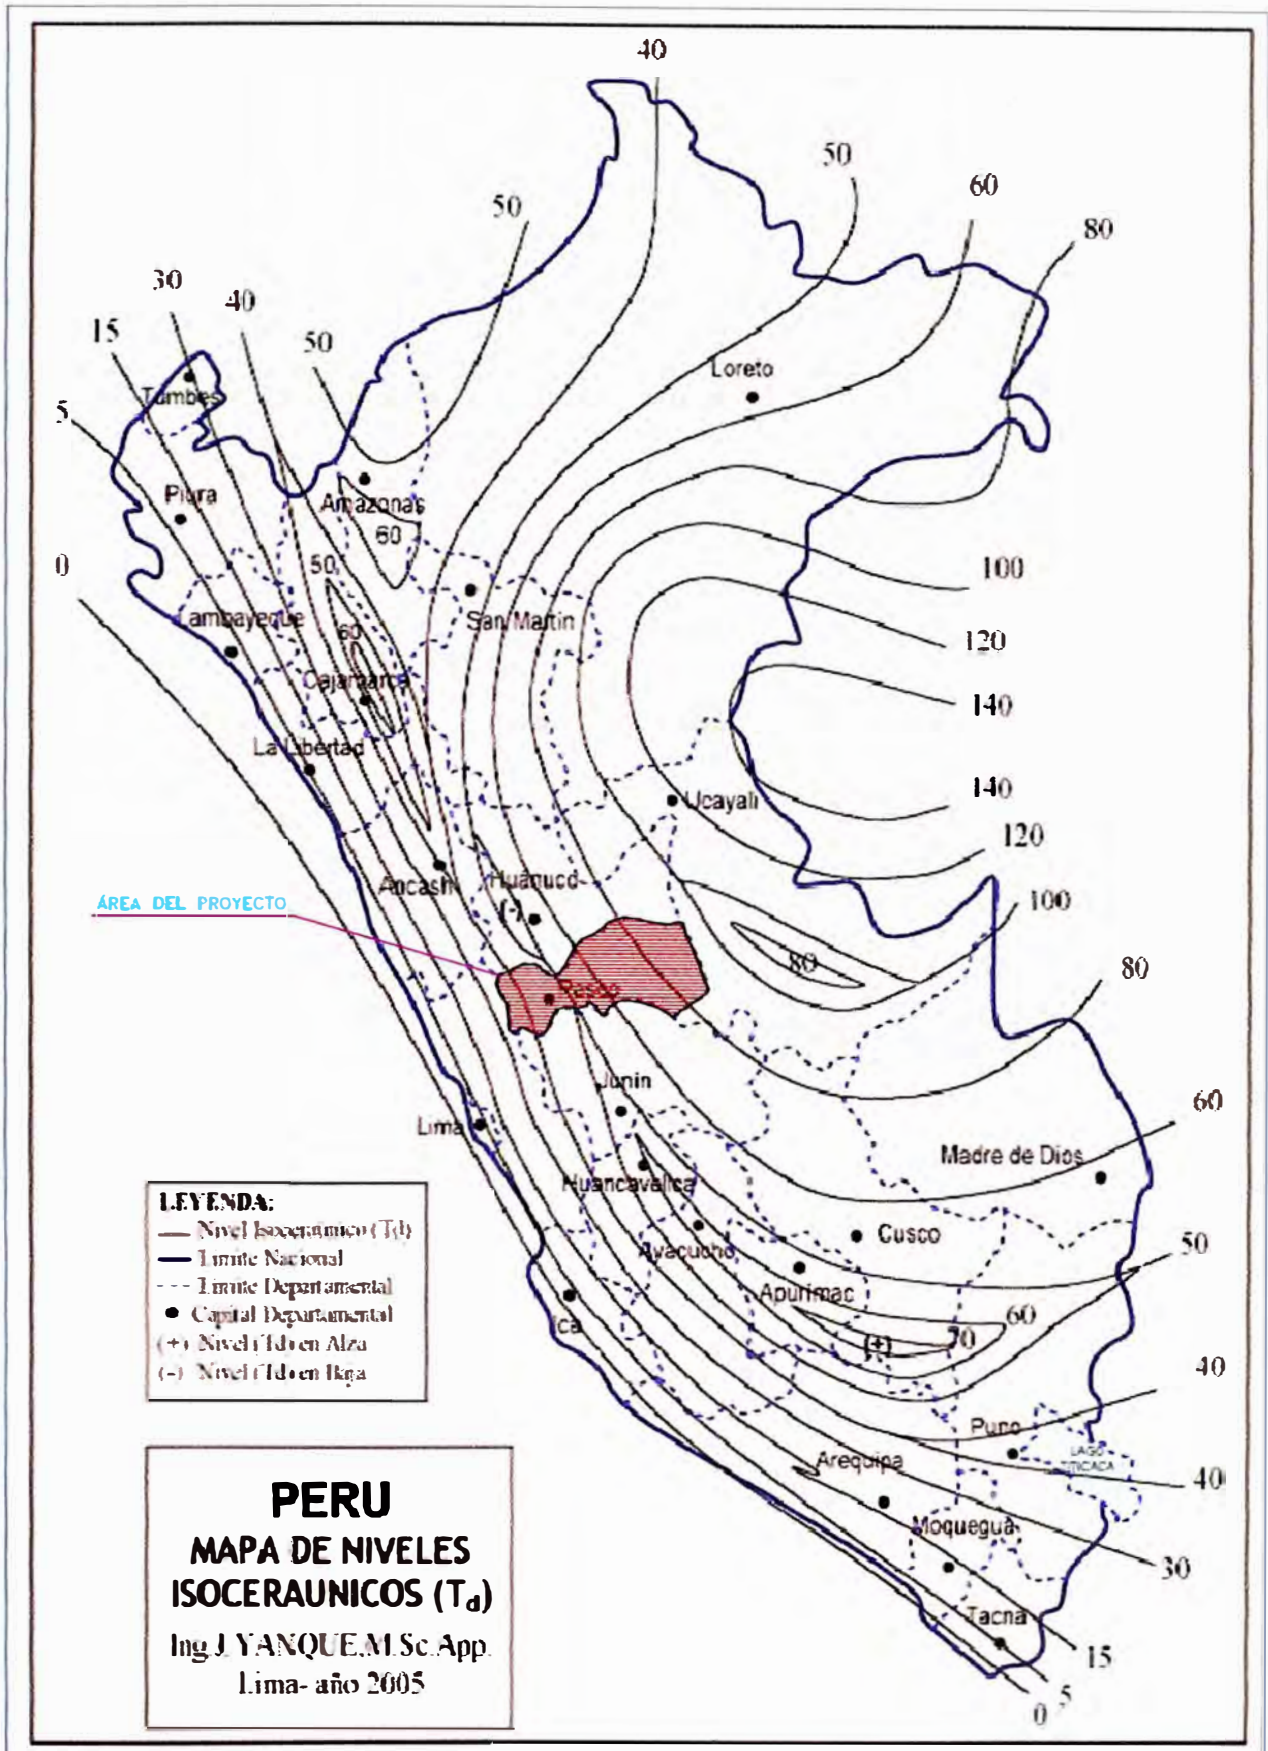 40
50
60
80
50
30
40
15
50
5
0
Tumbes
Piura
Loreto
Amazonas
60
50
60
Lambayeque
San Martin
Cajamarca
La Libertad
100
120
140
140
120
100
80
60
50
40
40
30
15
5
0
Ucayali
Ancash
Huánuco
(-)
ÁREA DEL PROYECTO
80
Pasco
Junin
Lima
Huancavelica
Ayacucho
Madre de Dios
Cusco
Apurimac
60
(+)
70
Ica
Puno
LAGO
TITICACA
Arequipa
Moquegua
Tacna
LEYENDA:
Nivel Isoceraunico (Td)
Limite Nacional
Limite Departamental
Capital Departamental
(+) Nivel (Td) en Alza
(-) Nivel (Td) en Baja
PERU
MAPA DE NIVELES
ISOCERAUNICOS (Td)
Ing.J. YANQUE,M.Sc.App.
Lima- año 2005